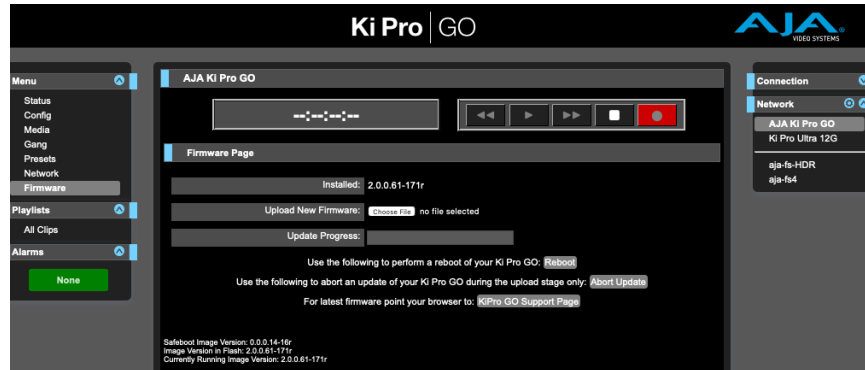 Ki Pro GO
AJA
VIDEO SYSTEMS
Menu
Status
Config
Media
Gang
Presets
Network
Firmware
Playlists
All Clips
Alarms
None
AJA Ki Pro GO
--:--:--:--
Firmware Page
Installed: 2.0.0.61-171r
Upload New Firmware: Choose File no file selected
Update Progress:
Use the following to perform a reboot of your Ki Pro GO: Reboot
Use the following to abort an update of your Ki Pro GO during the upload stage only: Abort Update
For latest firmware point your browser to: KiPro GO Support Page
Safeboot Image Version: 0.0.0.14-16r
Image Version in Flash: 2.0.0.61-171r
Currently Running Image Version: 2.0.0.61-171r
Connection
Network
AJA Ki Pro GO
Ki Pro Ultra 12G
aja-fs-HDR
aja-fs4